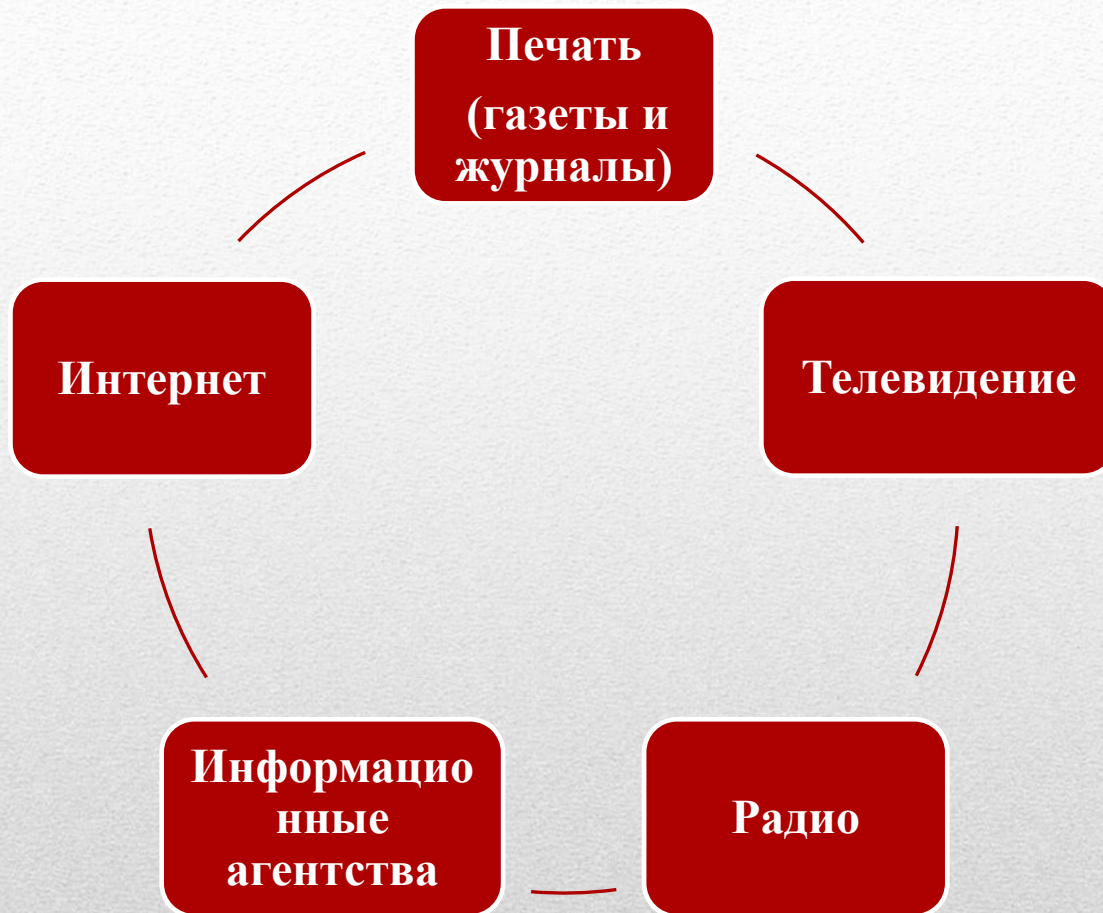 Печать
(газеты и
журналы)
Интернет
Телевидение
Информацио
нные
агентства
Радио